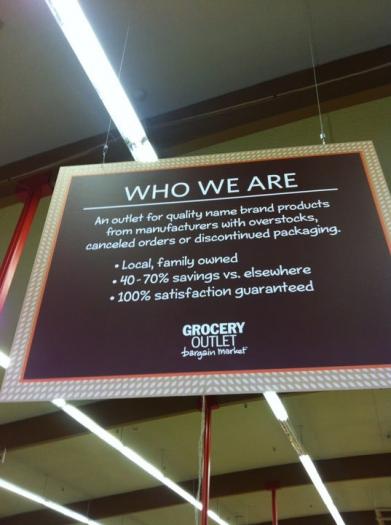 WHO WE ARE
An outlet for quality name brand products
from manufacturers with overstocks,
canceled orders or discontinued packaging.
• Local, family owned
• 40-70% savings vs. elsewhere
• 100% satisfaction guaranteed
GROCERY
OUTLET
bargain market